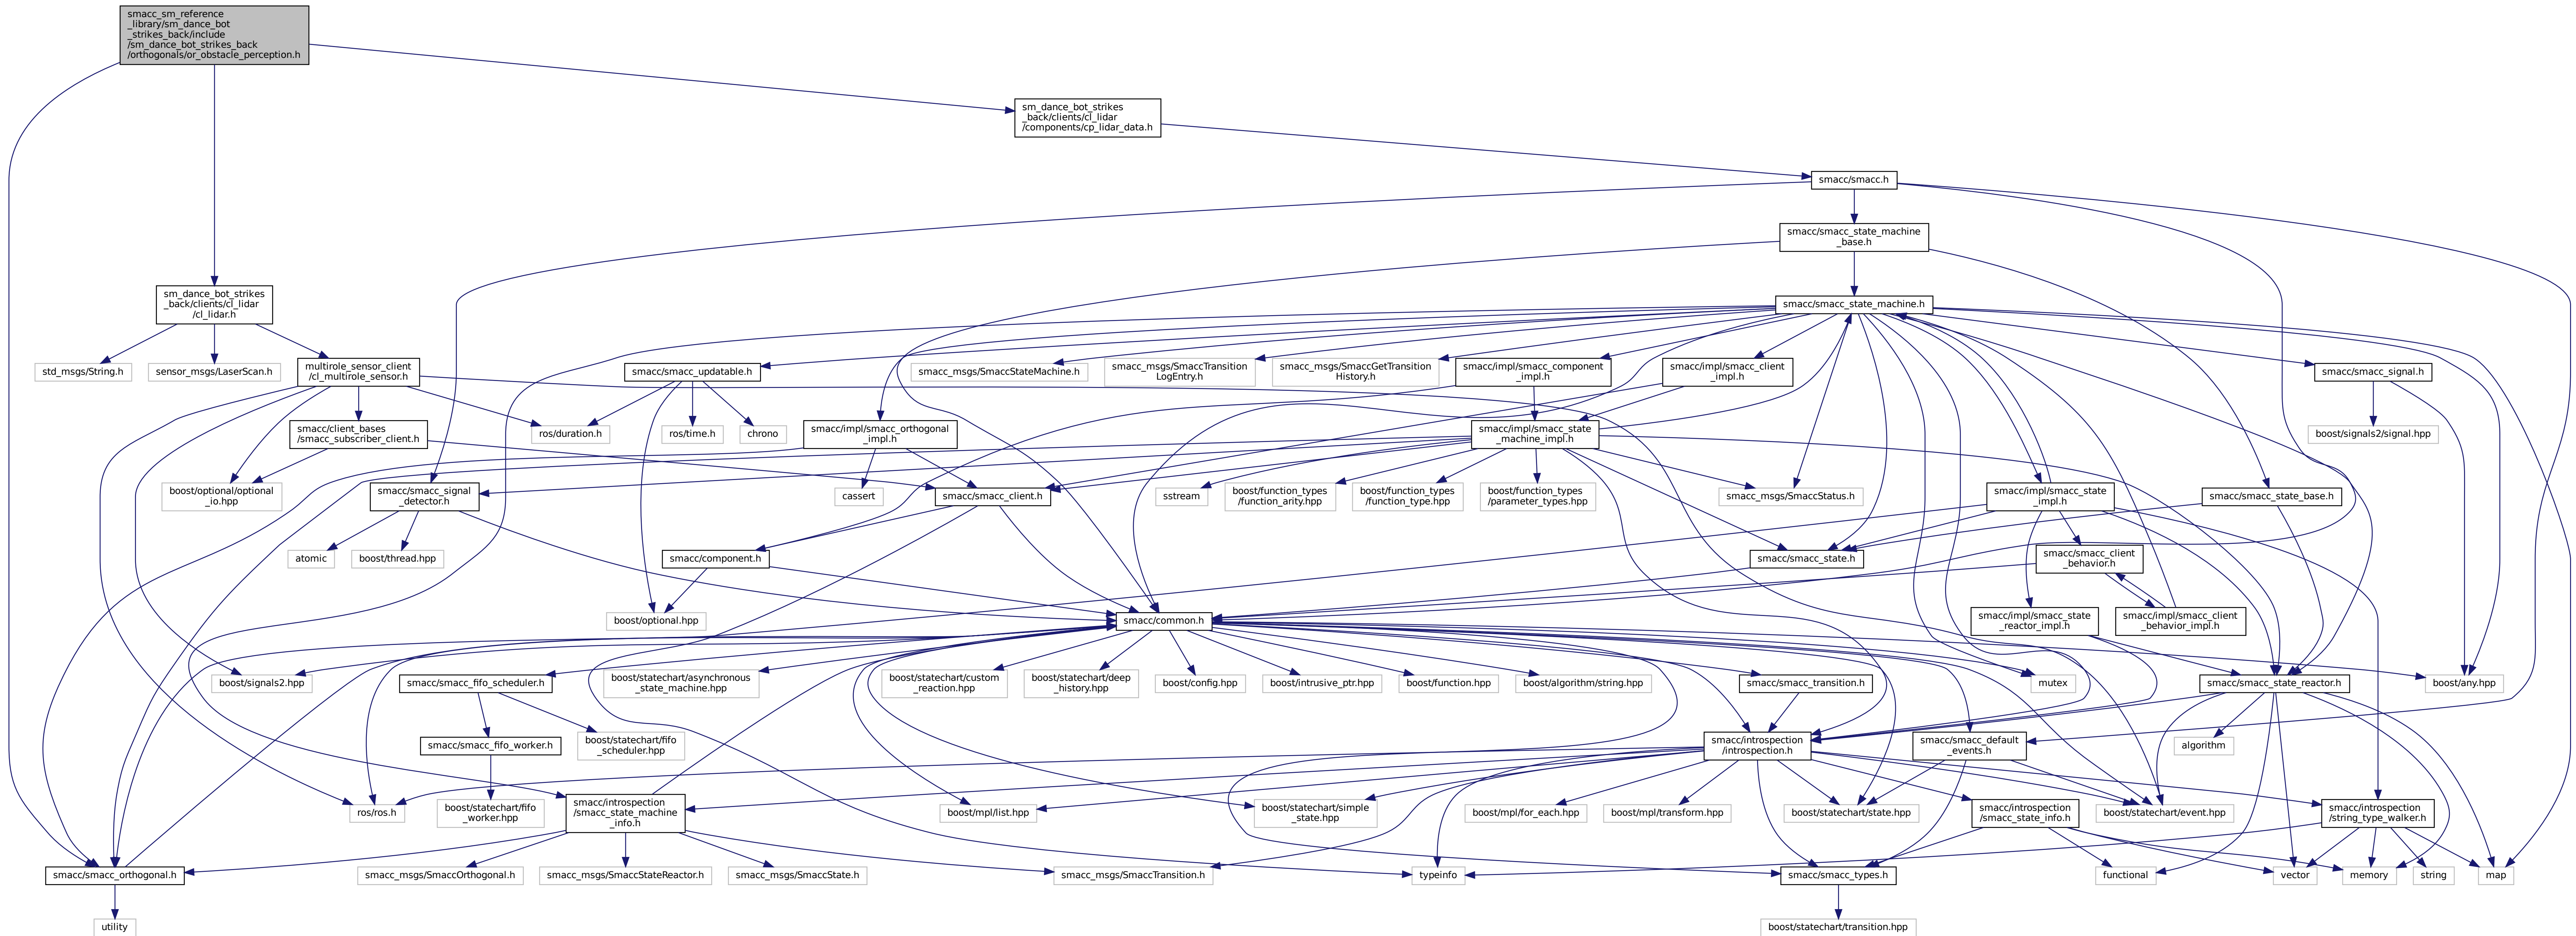 smacc_sm_reference
_library/sm_dance_bot
_strikes_back/include
/sm_dance_bot_strikes_back
/orthogonals/or_obstacle_perception.h
sm_dance_bot_strikes
_back/clients/cl_lidar
/components/cp_lidar_data.h
smacc/smacc.h
smacc/smacc_state_machine
_base.h
sm_dance_bot_strikes
_back/clients/cl_lidar
/cl_lidar.h
smacc/smacc_state_machine.h
std_msgs/String.h
sensor_msgs/LaserScan.h
multirole_sensor_client
/cl_multirole_sensor.h
smacc/smacc_updatable.h
smacc_msgs/SmaccStateMachine.h
smacc_msgs/SmaccTransition
LogEntry.h
smacc_msgs/SmaccGetTransition
History.h
smacc/impl/smacc_component
_impl.h
smacc/impl/smacc_client
_impl.h
smacc/smacc_signal.h
smacc/client_bases
/smacc_subscriber_client.h
ros/duration.h
ros/time.h
chrono
smacc/impl/smacc_orthogonal
_impl.h
smacc/impl/smacc_state
_machine_impl.h
boost/signals2/signal.hpp
boost/optional/optional
_io.hpp
smacc/smacc_signal
_detector.h
cassert
smacc/smacc_client.h
sstream
boost/function_types
/function_arity.hpp
boost/function_types
/function_type.hpp
boost/function_types
/parameter_types.hpp
smacc_msgs/SmaccStatus.h
smacc/impl/smacc_state
_impl.h
smacc/smacc_state_base.h
atomic
boost/thread.hpp
smacc/component.h
smacc/smacc_state.h
smacc/smacc_client
_behavior.h
boost/optional.hpp
smacc/common.h
smacc/impl/smacc_state
_reactor_impl.h
smacc/impl/smacc_client
_behavior_impl.h
boost/signals2.hpp
smacc/smacc_fifo_scheduler.h
boost/statechart/asynchronous
_state_machine.hpp
boost/statechart/custom
_reaction.hpp
boost/statechart/deep
_history.hpp
boost/config.hpp
boost/intrusive_ptr.hpp
boost/function.hpp
boost/algorithm/string.hpp
smacc/smacc_transition.h
mutex
smacc/smacc_state_reactor.h
boost/any.hpp
smacc/smacc_fifo_worker.h
boost/statechart/fifo
_scheduler.hpp
smacc/introspection
/introspection.h
smacc/smacc_default
_events.h
algorithm
ros/ros.h
boost/statechart/fifo
_worker.hpp
smacc/introspection
/smacc_state_machine
_info.h
boost/mpl/list.hpp
boost/statechart/simple
_state.hpp
boost/mpl/for_each.hpp
boost/mpl/transform.hpp
boost/statechart/state.hpp
smacc/introspection
/smacc_state_info.h
boost/statechart/event.hpp
smacc/introspection
/string_type_walker.h
smacc/smacc_orthogonal.h
smacc_msgs/SmaccOrthogonal.h
smacc_msgs/SmaccStateReactor.h
smacc_msgs/SmaccState.h
smacc_msgs/SmaccTransition.h
typeinfo
smacc/smacc_types.h
functional
vector
memory
string
map
utility
boost/statechart/transition.hpp